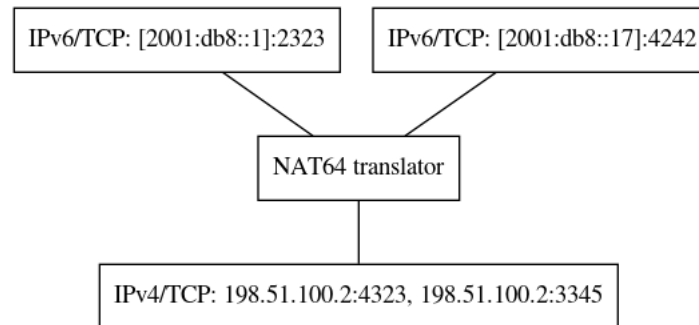 IPv6/TCP: [2001:db8::1]:2323
IPv6/TCP: [2001:db8::17]:4242
NAT64 translator
IPv4/TCP: 198.51.100.2:4323, 198.51.100.2:3345